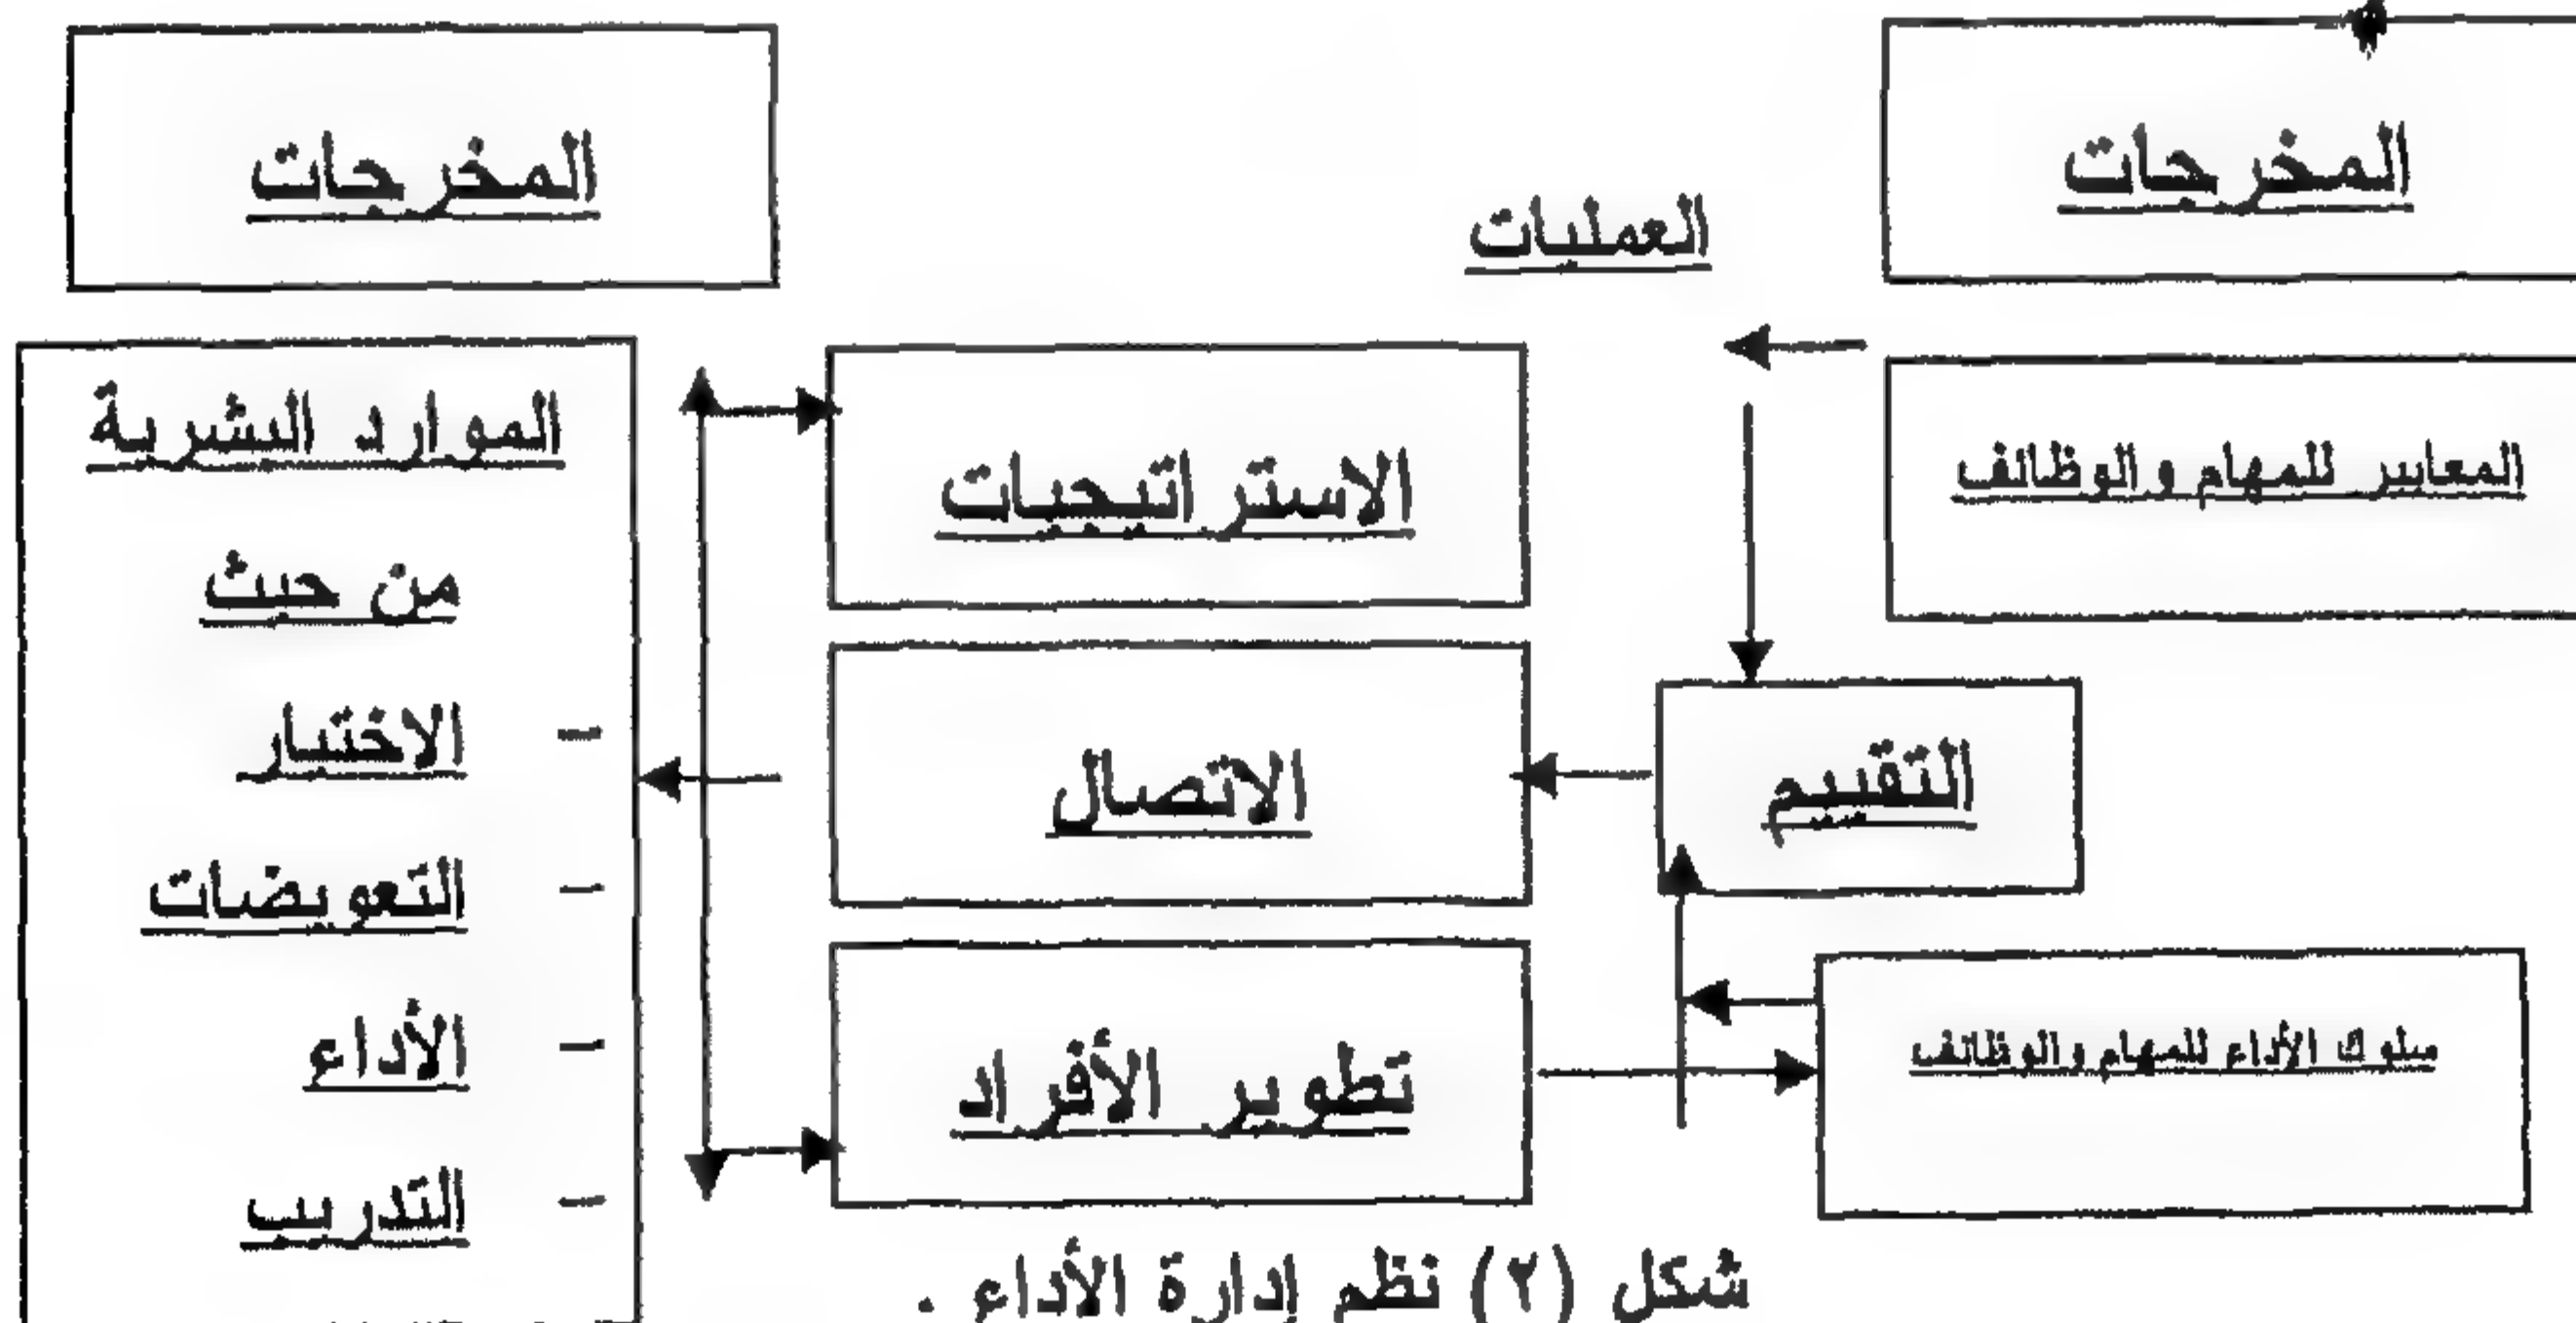 المخرجات
العمليات
المخرجات
المعايير للمهام والوظائف
التقييم
سلوك الأداء للمهام والوظائف
الاستراتيجيات
الاتصال
تطوير الأفراد
الموارد البشرية
من حيث
- الاختيار
- التعويضات
- الأداء
- التدريب
شكل (٢) نظم إدارة الأداء .